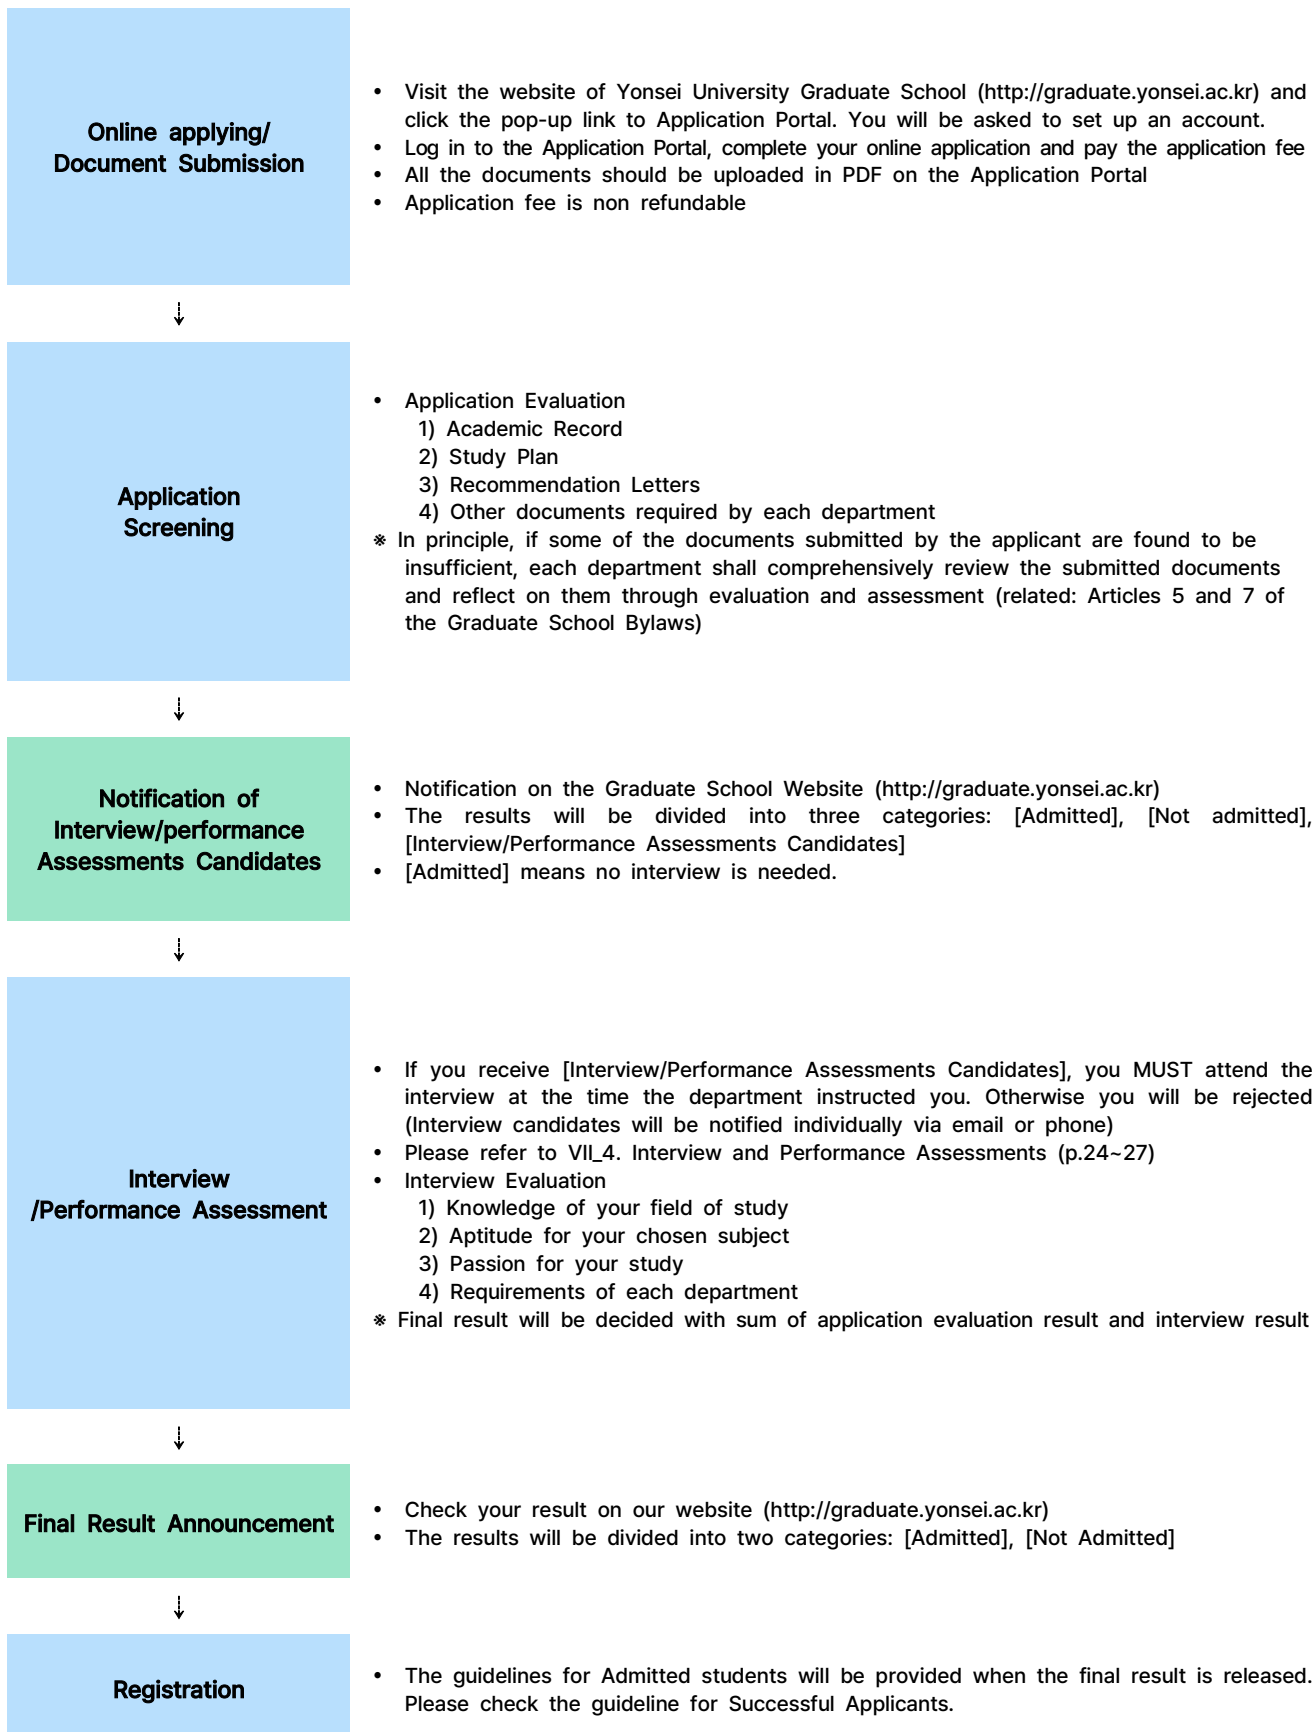 Online applying/
Document Submission
• Visit the website of Yonsei University Graduate School (http://graduate.yonsei.ac.kr) and
click the pop-up link to Application Portal. You will be asked to set up an account.
• Log in to the Application Portal, complete your online application and pay the application fee
• All the documents should be uploaded in PDF on the Application Portal
• Application fee is non refundable
⇣
Application
Screening
• Application Evaluation
1) Academic Record
2) Study Plan
3) Recommendation Letters
4) Other documents required by each department
※ In principle, if some of the documents submitted by the applicant are found to be
insufficient, each department shall comprehensively review the submitted documents
and reflect on them through evaluation and assessment (related: Articles 5 and 7 of
the Graduate School Bylaws)
⇣
Notification of
Interview/performance
Assessments Candidates
• Notification on the Graduate School Website (http://graduate.yonsei.ac.kr)
• The results will be divided into three categories: [Admitted], [Not admitted],
[Interview/Performance Assessments Candidates]
• [Admitted] means no interview is needed.
⇣
Interview
/Performance Assessment
• If you receive [Interview/Performance Assessments Candidates], you MUST attend the
interview at the time the department instructed you. Otherwise you will be rejected
(Interview candidates will be notified individually via email or phone)
• Please refer to VII_4. Interview and Performance Assessments (p.24~27)
• Interview Evaluation
1) Knowledge of your field of study
2) Aptitude for your chosen subject
3) Passion for your study
4) Requirements of each department
※ Final result will be decided with sum of application evaluation result and interview result
⇣
Final Result Announcement
• Check your result on our website (http://graduate.yonsei.ac.kr)
• The results will be divided into two categories: [Admitted], [Not Admitted]
⇣
Registration
• The guidelines for Admitted students will be provided when the final result is released.
Please check the guideline for Successful Applicants.